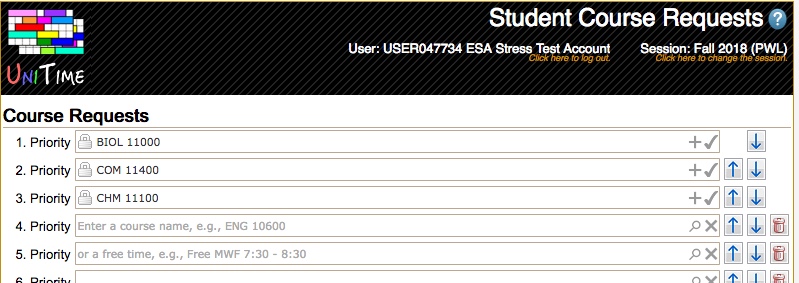 Student Course Requests ?
UNITIME
User: USER047734 ESA Stress Test Account
Click here to log out.
Session: Fall 2018 (PWL)
Click here to change the session.
Course Requests
1. Priority BIOL 11000
2. Priority COM 11400
3. Priority CHM 11100
4. Priority Enter a course name, e.g., ENG 10600
5. Priority or a free time, e.g., Free MWF 7:30 - 8:30
6. Priority